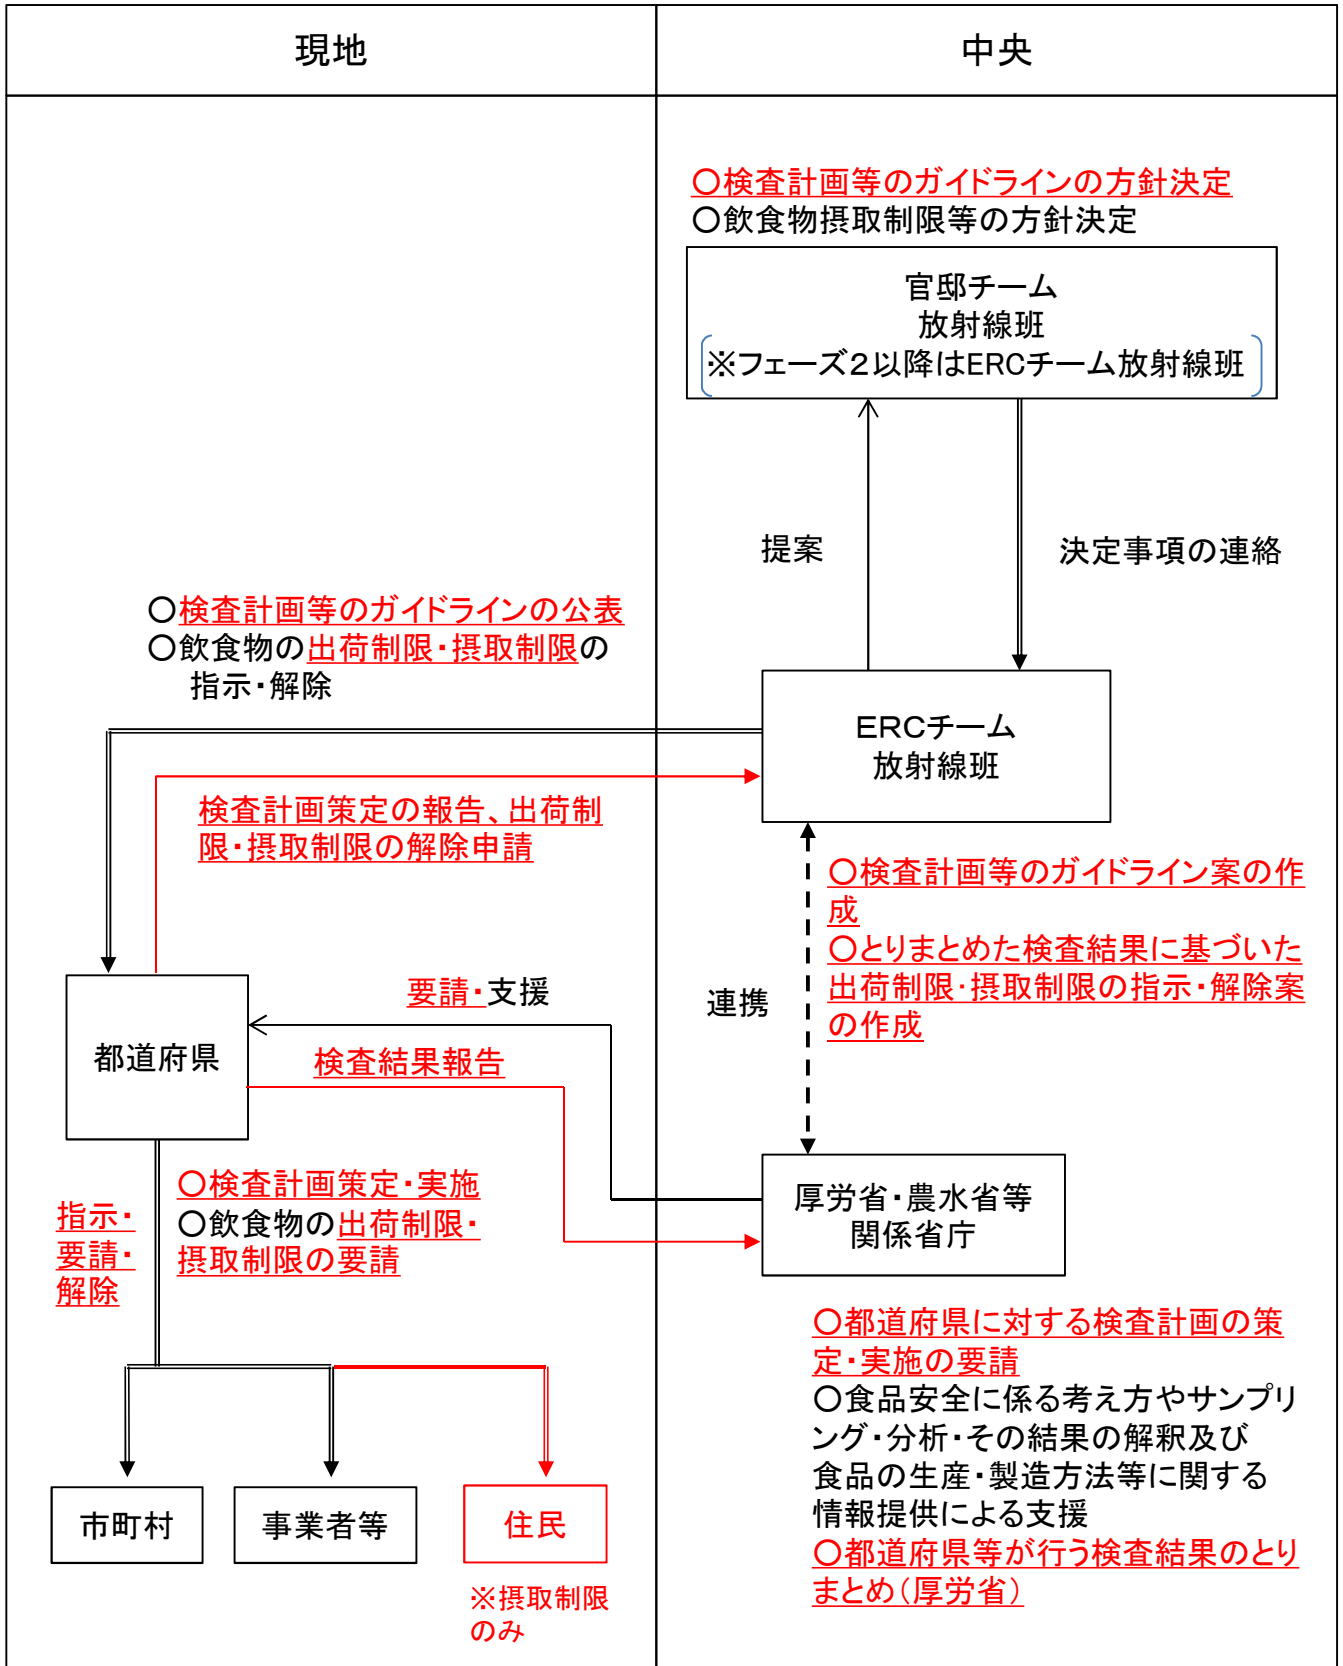 現地
中央
○検査計画等のガイドラインの方針決定
○飲食物摂取制限等の方針決定
官邸チーム
放射線班
※フェーズ２以降はERCチーム放射線班
提案
決定事項の連絡
○検査計画等のガイドラインの公表
○飲食物の出荷制限・摂取制限の
指示・解除
ERCチーム
放射線班
検査計画策定の報告、出荷制
限・摂取制限の解除申請
○検査計画等のガイドライン案の作
成
○とりまとめた検査結果に基づいた
出荷制限・摂取制限の指示・解除案
の作成
連携
要請・支援
都道府県
検査結果報告
○検査計画策定・実施
○飲食物の出荷制限・
摂取制限の要請
指示・
要請・
解除
厚労省・農水省等
関係省庁
○都道府県に対する検査計画の策
定・実施の要請
○食品安全に係る考え方やサンプリ
ング・分析・その結果の解釈及び
食品の生産・製造方法等に関する
情報提供による支援
○都道府県等が行う検査結果のとり
まとめ（厚労省）
市町村
事業者等
住民
※摂取制限
のみ